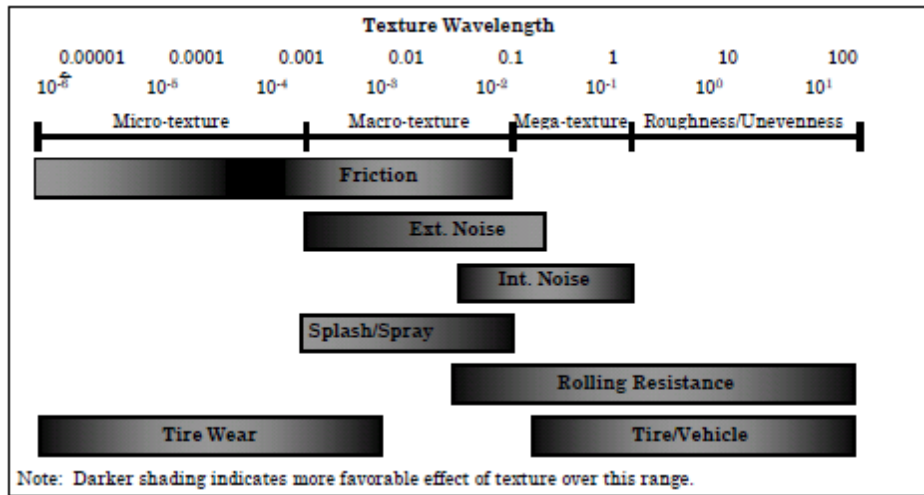 Texture Wavelength
0.00001 0.0001 0.001 0.01 0.1 1 10 100
10⁻⁶ 10⁻⁵ 10⁻⁴ 10⁻³ 10⁻² 10⁻¹ 10⁰ 10¹
Micro-texture Macro-texture Mega-texture Roughness/Unevenness
Friction
Ext. Noise
Int. Noise
Splash/Spray
Rolling Resistance
Tire Wear Tire/Vehicle
Note: Darker shading indicates more favorable effect of texture over this range.